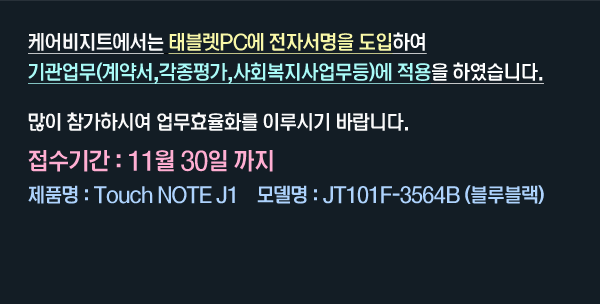 케어비지트에서는 태블렛PC에 전자서명을 도입하여
기관업무(계약서,각종평가,사회복지사업무등)에 적용을 하였습니다.
많이 참가하시여 업무효율화를 이루시기 바랍니다.
접수기간 : 11월 30일 까지
제품명 : Touch NOTE J1 모델명 : JT101F-3564B (블루블랙)